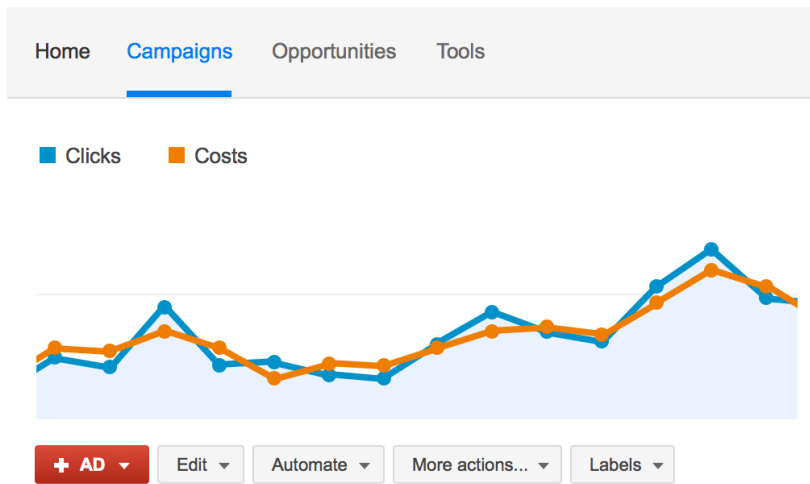 Home Campaigns Opportunities Tools
Clicks Costs
+ AD Edit Automate More actions... Labels